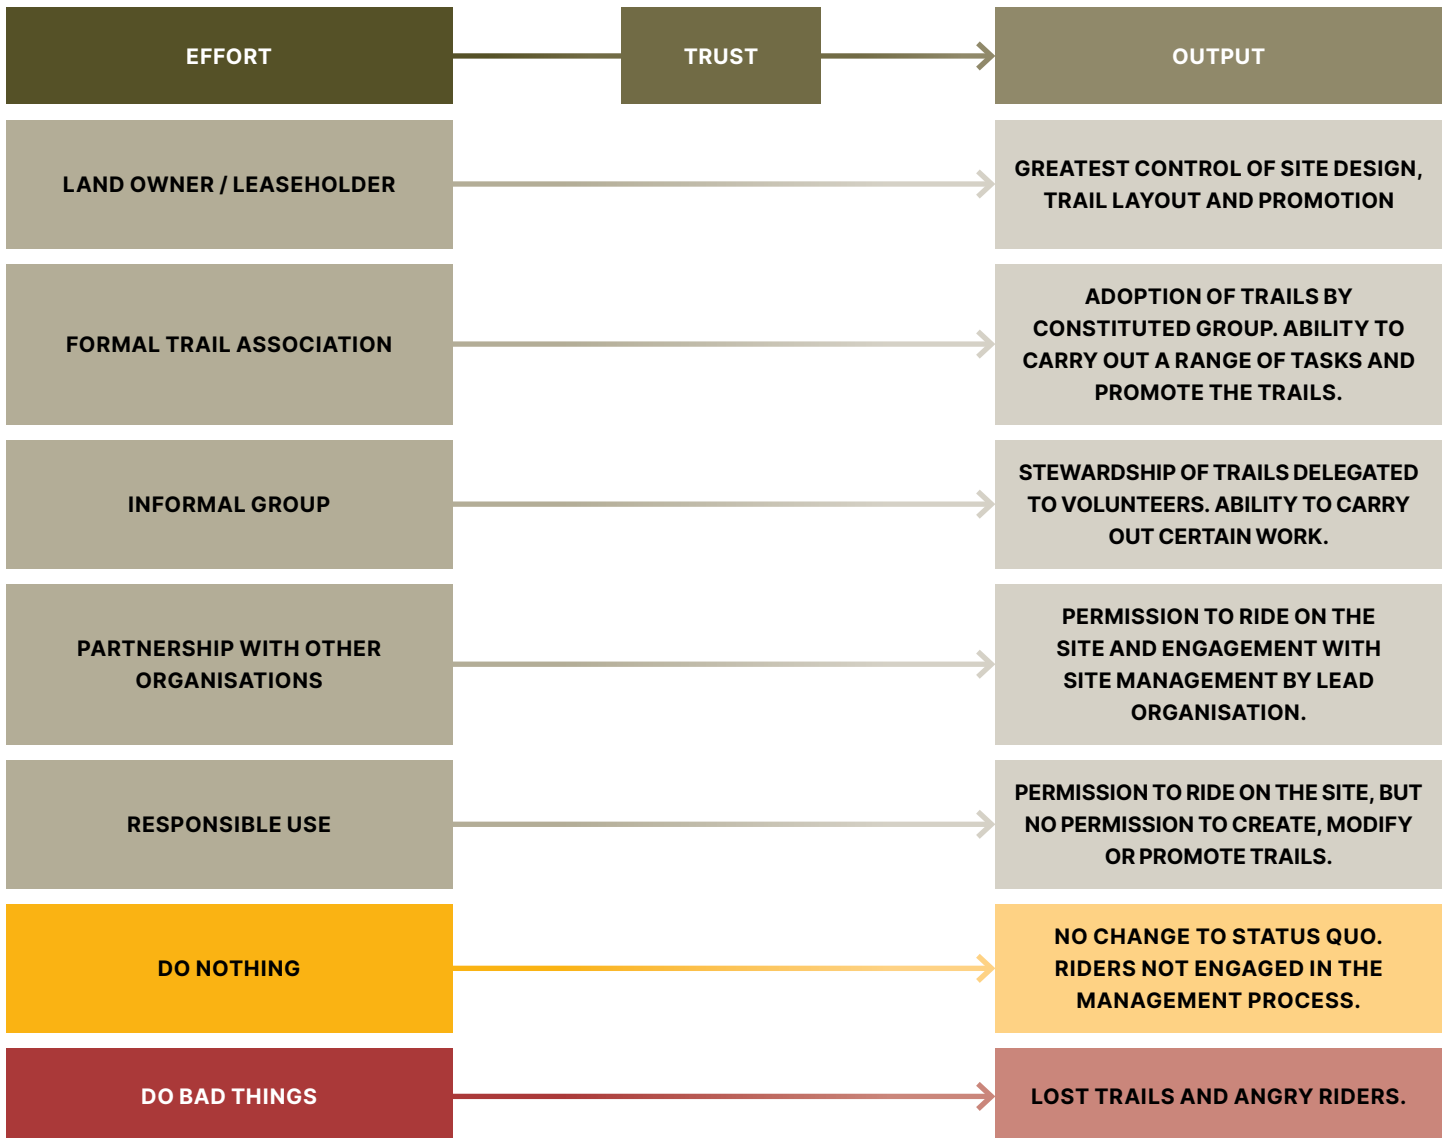 EFFORT
TRUST
OUTPUT
LAND OWNER / LEASEHOLDER
GREATEST CONTROL OF SITE DESIGN,
TRAIL LAYOUT AND PROMOTION
FORMAL TRAIL ASSOCIATION
ADOPTION OF TRAILS BY
CONSTITUTED GROUP. ABILITY TO
CARRY OUT A RANGE OF TASKS AND
PROMOTE THE TRAILS.
INFORMAL GROUP
STEWARDSHIP OF TRAILS DELEGATED
TO VOLUNTEERS. ABILITY TO CARRY
OUT CERTAIN WORK.
PARTNERSHIP WITH OTHER
ORGANISATIONS
PERMISSION TO RIDE ON THE
SITE AND ENGAGEMENT WITH
SITE MANAGEMENT BY LEAD
ORGANISATION.
RESPONSIBLE USE
PERMISSION TO RIDE ON THE SITE, BUT
NO PERMISSION TO CREATE, MODIFY
OR PROMOTE TRAILS.
DO NOTHING
NO CHANGE TO STATUS QUO.
RIDERS NOT ENGAGED IN THE
MANAGEMENT PROCESS.
DO BAD THINGS
LOST TRAILS AND ANGRY RIDERS.